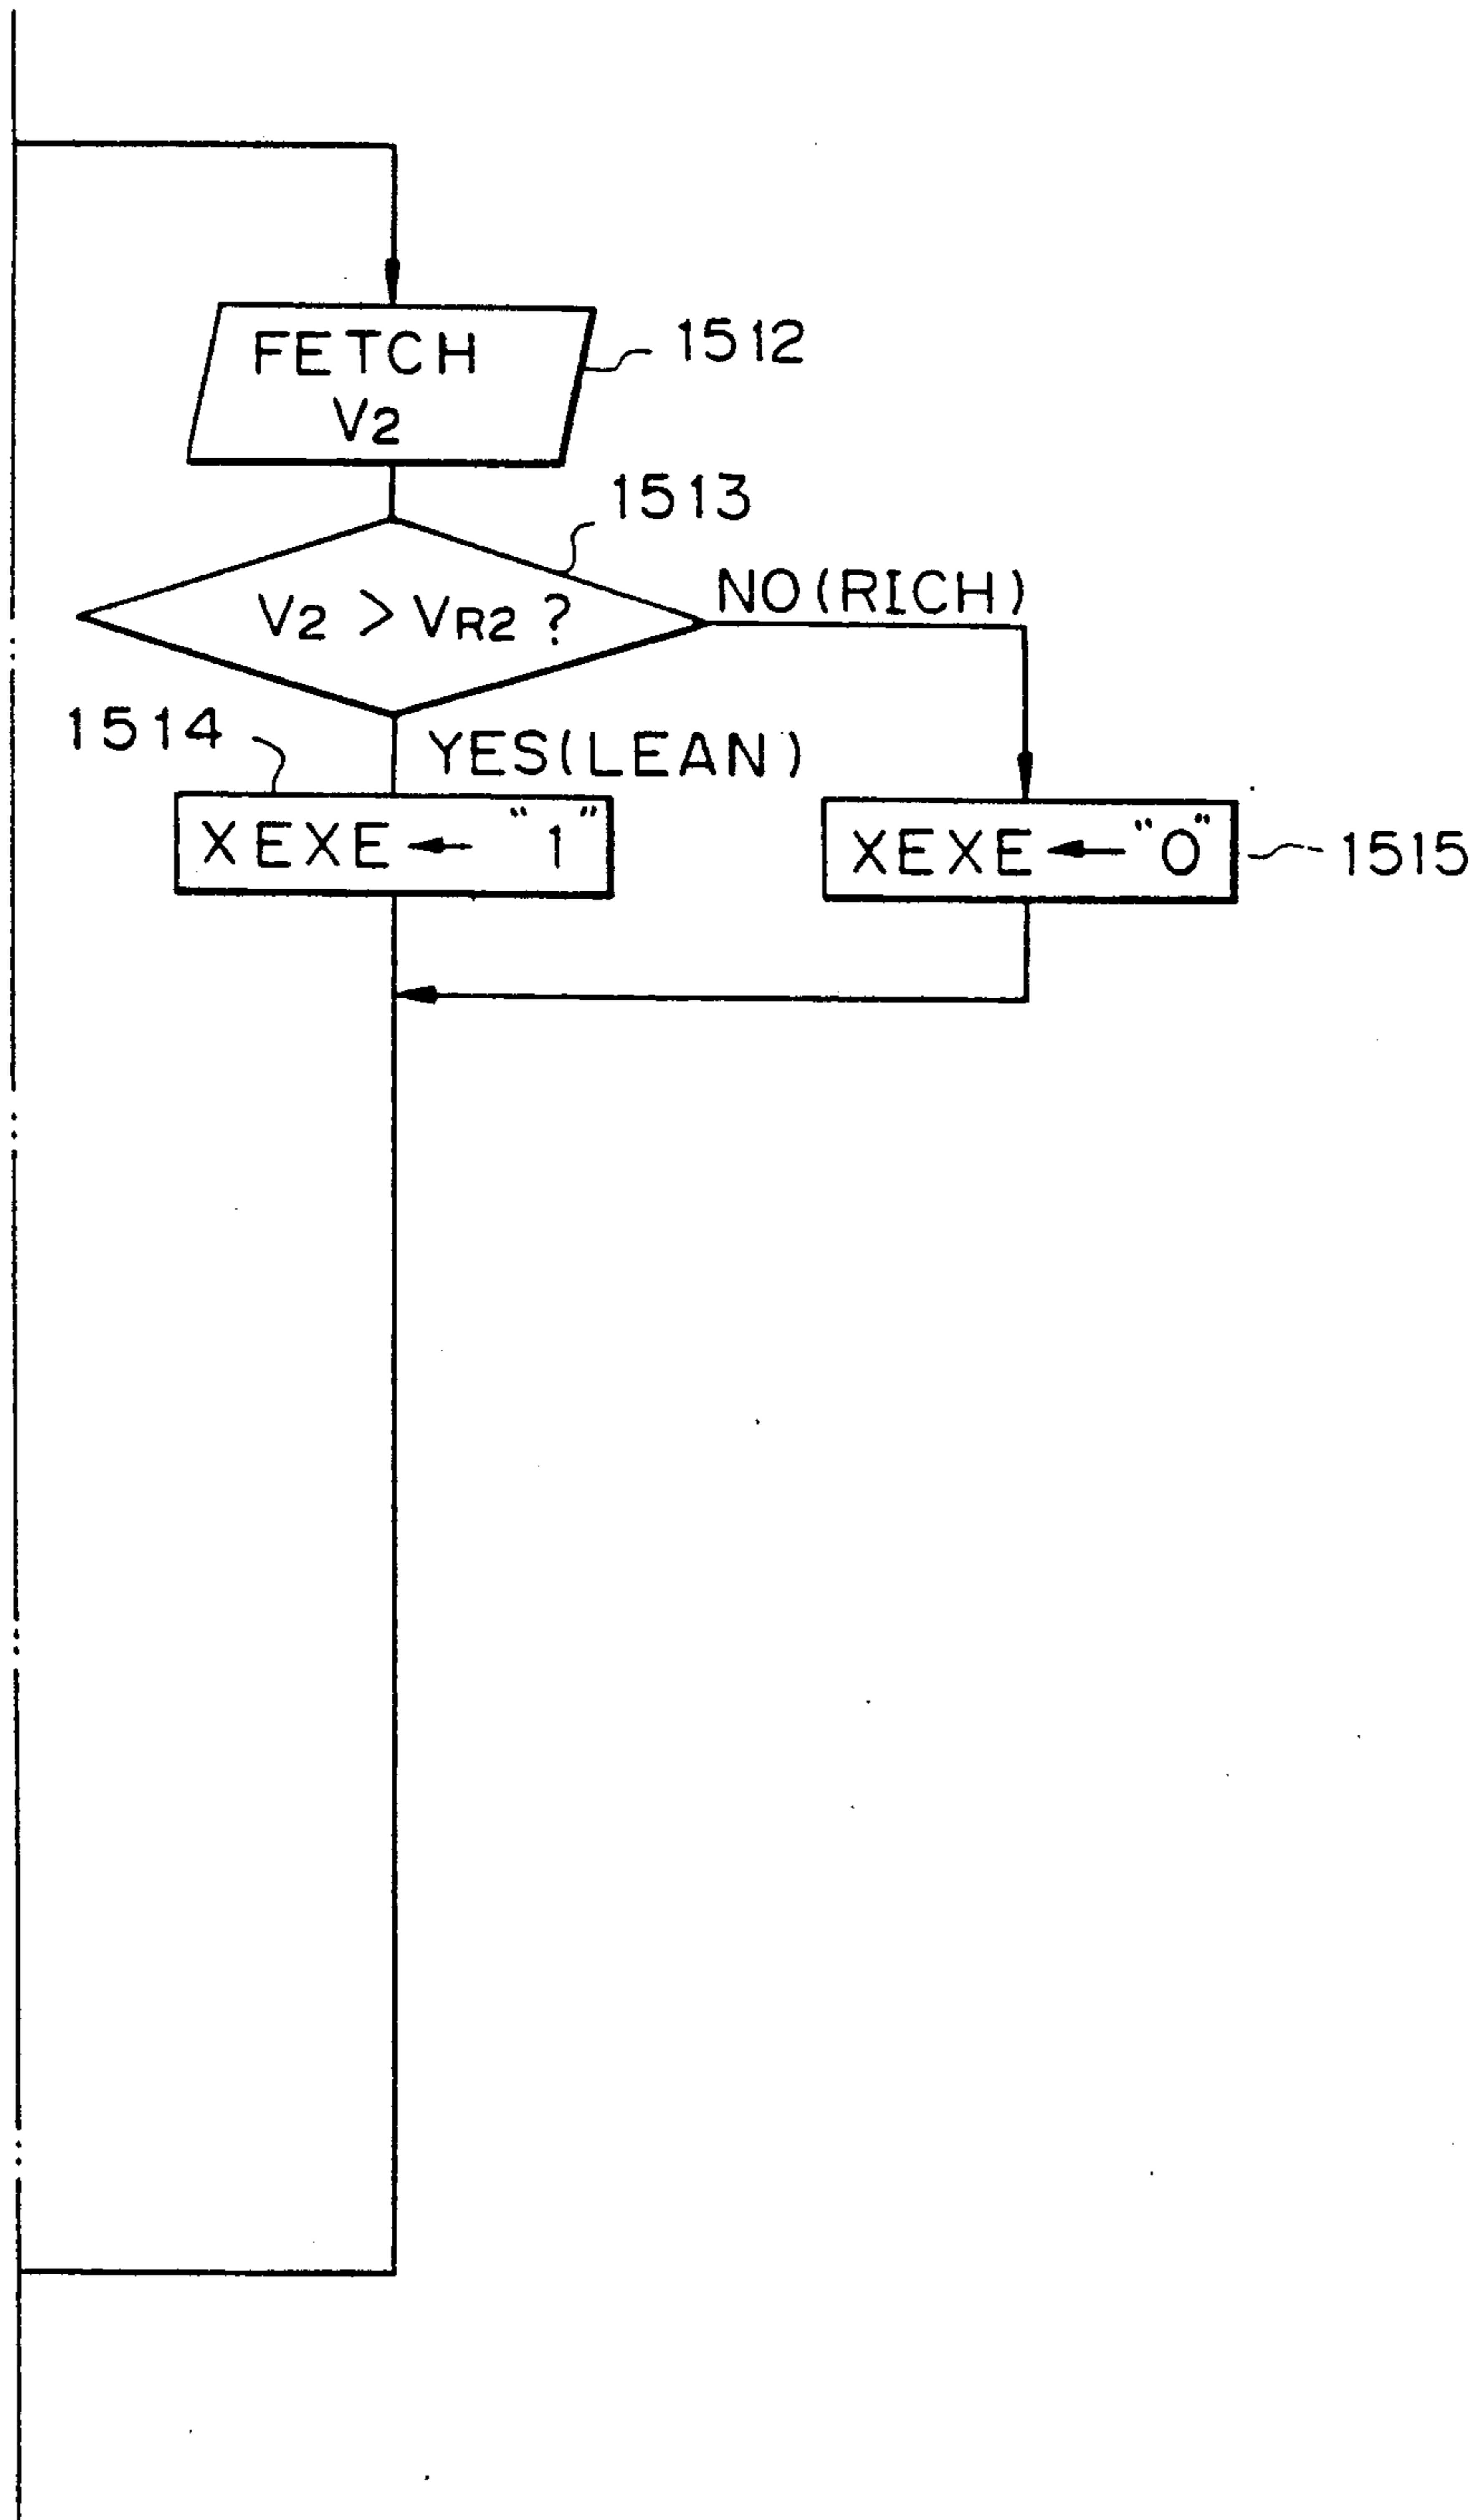 FETCH
V2
1512
1513
V2 > VR2 ?
NO(RICH)
1514
YES(LEAN)
XEXE ← "1"
XEXE ← "0"
1515